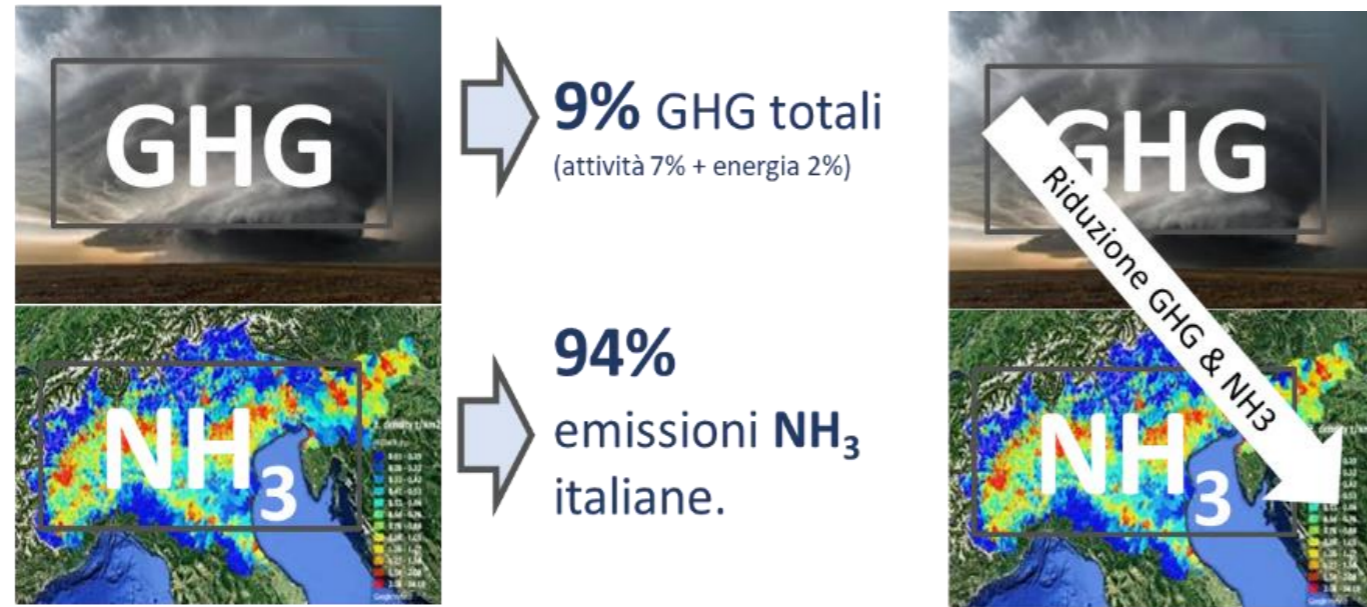 GHG
9% GHG totali
(attività 7% + energia 2%)
NH3
94%
emissioni NH₃
italiane.
GHG
Riduzione GHG & NH3
NH3